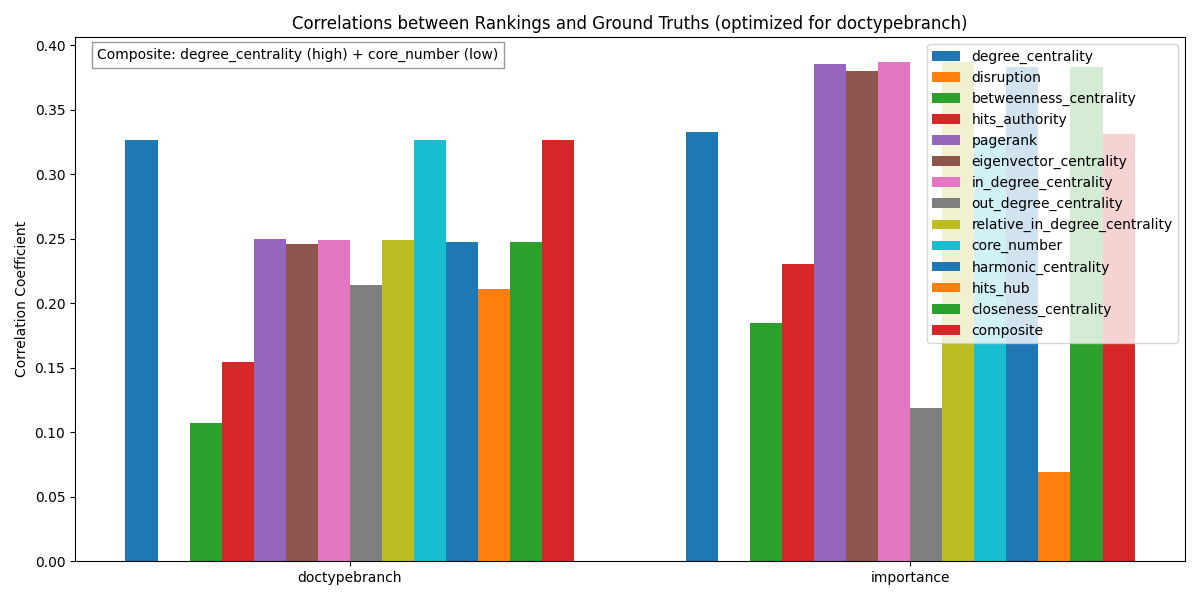 Correlations between Rankings and Ground Truths (optimized for doctypebranch)
Composite: degree_centrality (high) + core_number (low)
degree_centrality
disruption
betweenness_centrality
hits_authority
pagerank
eigenvector_centrality
in_degree_centrality
out_degree_centrality
relative_in_degree_centrality
core_number
harmonic_centrality
hits_hub
closeness_centrality
composite
Correlation Coefficient
0.40
0.35
0.30
0.25
0.20
0.15
0.10
0.05
0.00
doctypebranch
importance